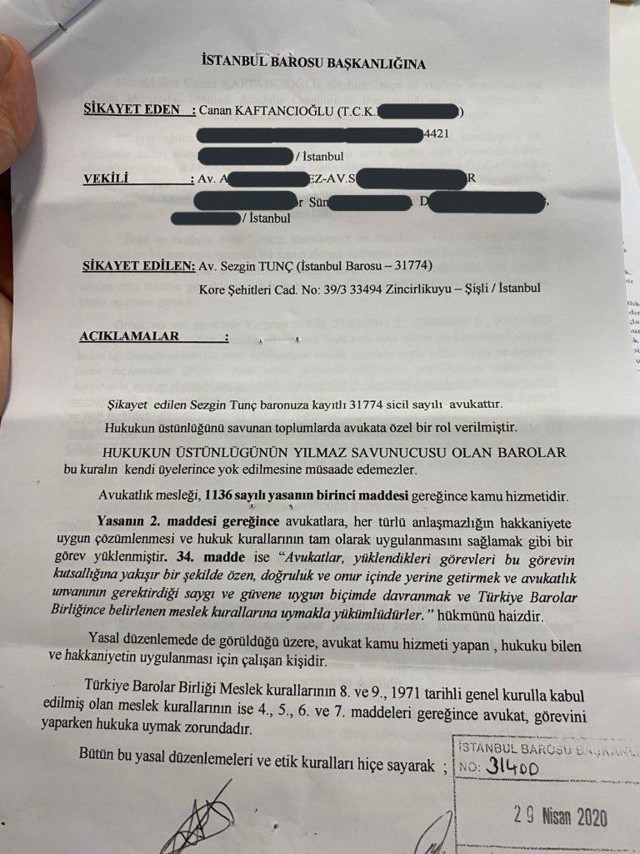 İSTANBUL BAROSU BAŞKANLIĞINA
ŞİKAYET EDEN : Canan KAFTANCIOĞLU (T.C.K. )
4421
/ İstanbul
VEKİLİ : Av. A EZ-AV.S R
r Sün , D ,
/ İstanbul
ŞİKAYET EDİLEN: Av. Sezgin TUNÇ (İstanbul Barosu – 31774)
Kore Şehitleri Cad. No: 39/3 33494 Zincirlikuyu – Şişli / İstanbul
AÇIKLAMALAR :
Şikayet edilen Sezgin Tunç baronuza kayıtlı 31774 sicil sayılı avukattır.
Hukukun üstünlüğünü savunan toplumlarda avukata özel bir rol verilmiştir.
HUKUKUN ÜSTÜNLÜGÜNÜN YILMAZ SAVUNUCUSU OLAN BAROLAR
bu kuralın kendi üyelerince yok edilmesine müsaade edemezler.
Avukatlık mesleği, 1136 sayılı yasanın birinci maddesi gereğince kamu hizmetidir.
Yasanın 2. maddesi gereğince avukatlara, her türlü anlaşmazlığın hakkaniyete
uygun çözümlenmesi ve hukuk kurallarının tam olarak uygulanmasını sağlamak gibi bir
görev yüklenmiştir. 34. madde ise “Avukatlar, yüklendikleri görevleri bu görevin
kutsallığına yakışır bir şekilde özen, doğruluk ve onur içinde yerine getirmek ve avukatlık
unvanının gerektirdiği saygı ve güvene uygun biçimde davranmak ve Türkiye Barolar
Birliğince belirlenen meslek kurallarına uymakla yükümlüdürler.” hükmünü haizdir.
Yasal düzenlemede de görüldüğü üzere, avukat kamu hizmeti yapan , hukuku bilen
ve hakkaniyetin uygulanması için çalışan kişidir.
Türkiye Barolar Birliği Meslek kurallarının 8. ve 9., 1971 tarihli genel kurulla kabul
edilmiş olan meslek kurallarının ise 4., 5., 6. ve 7. maddeleri gereğince avukat, görevini
yaparken hukuka uymak zorundadır.
Bütün bu yasal düzenlemeleri ve etik kuralları hiçe sayarak ;
İSTANBUL BAROSU
NO: 31400
29 Nisan 2020